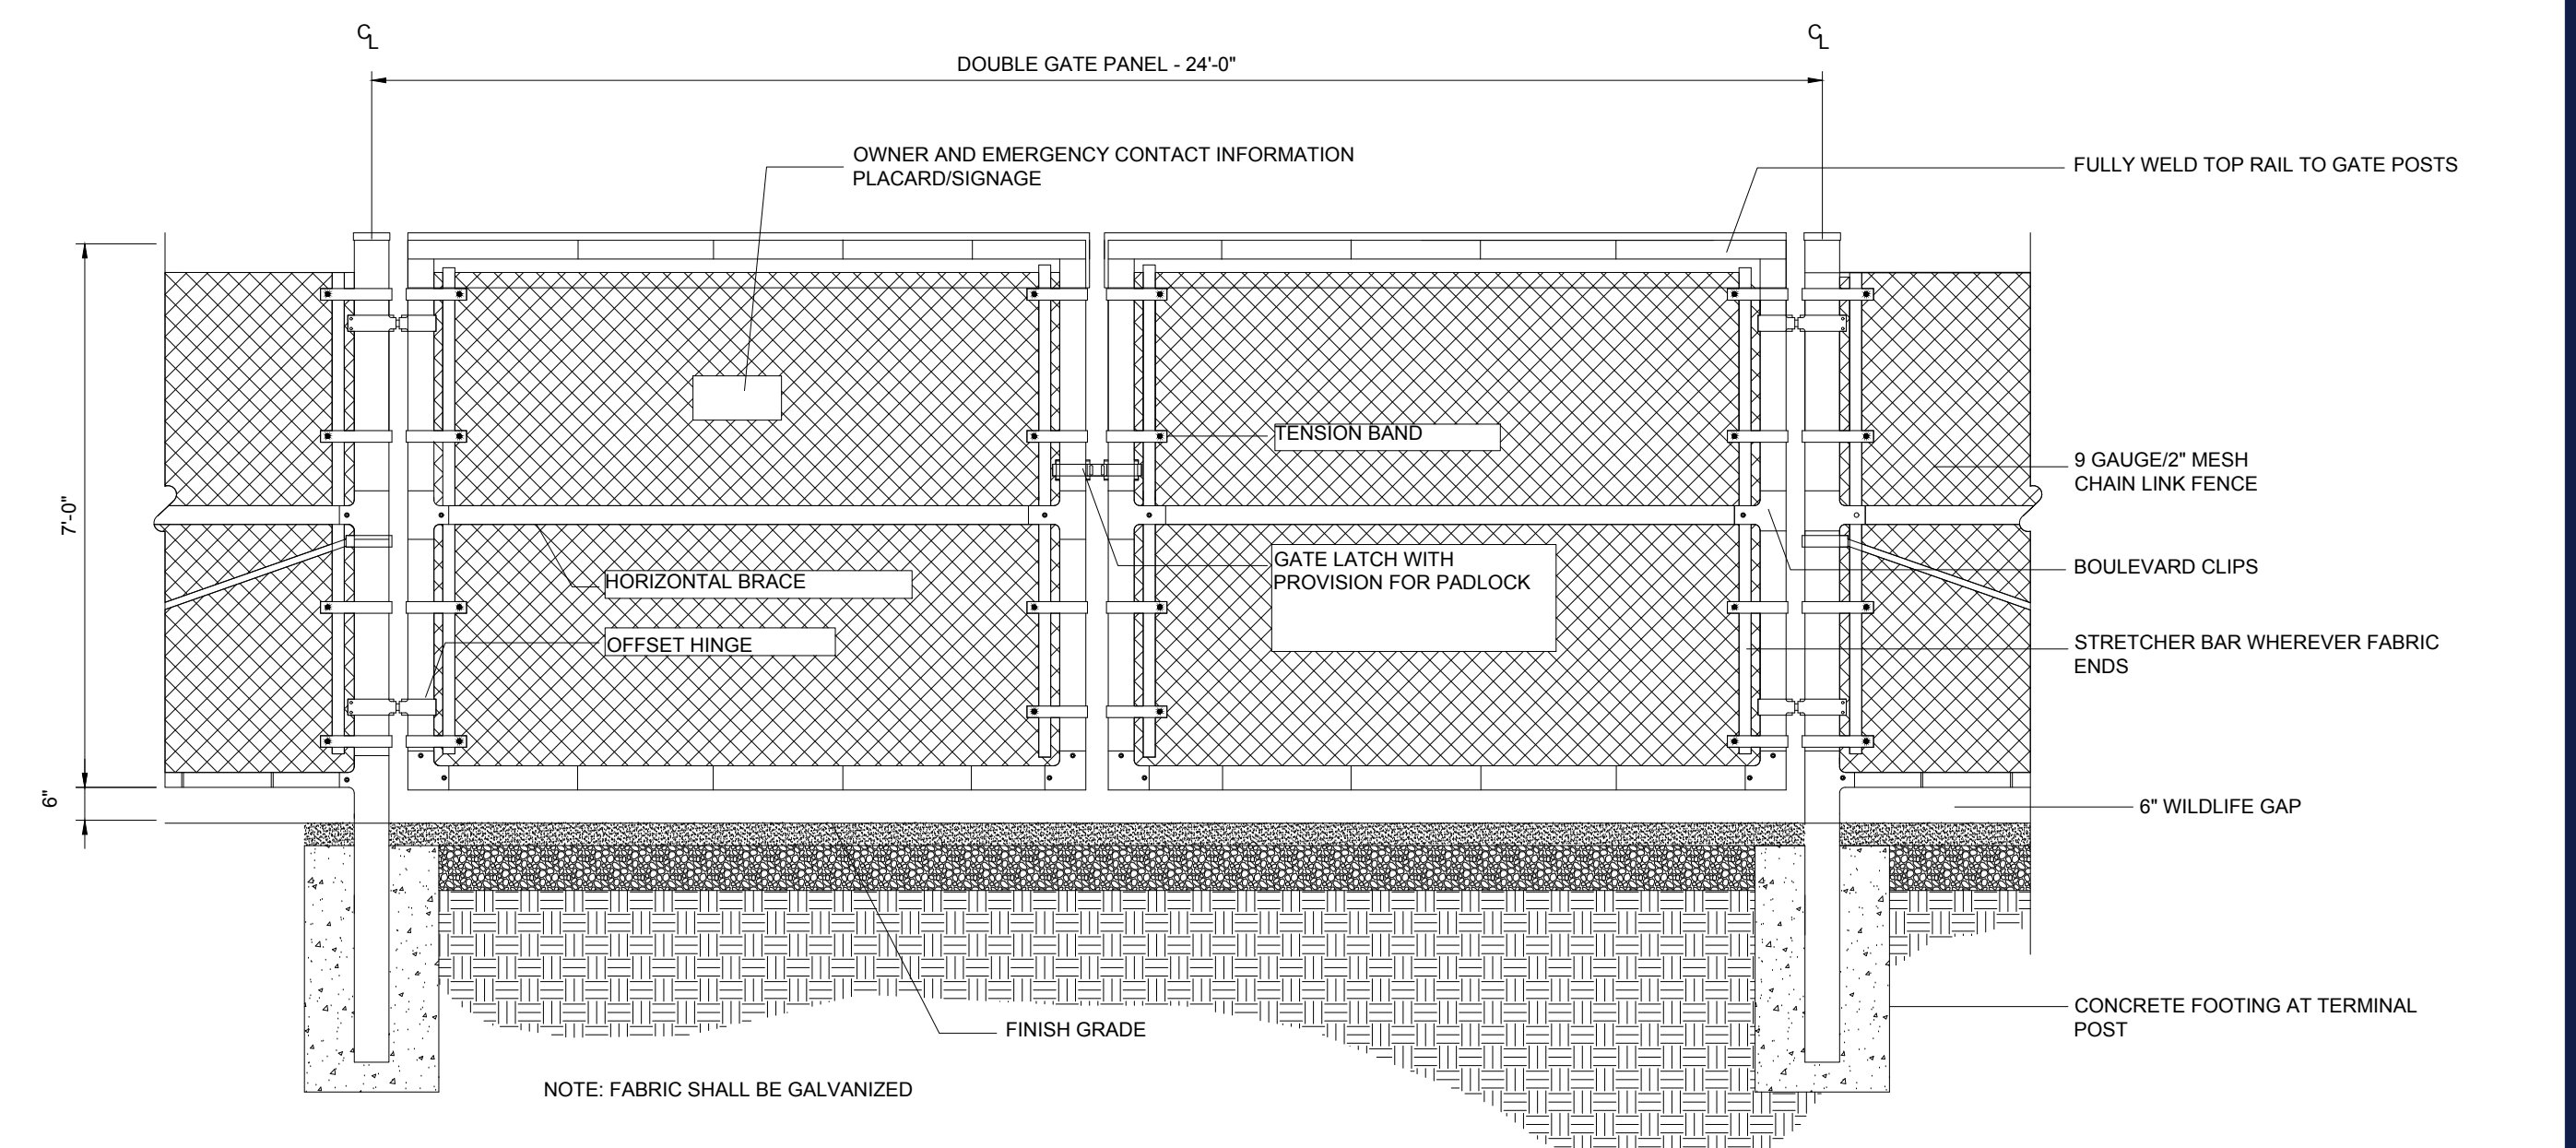 CL
CL
DOUBLE GATE PANEL - 24'-0"
OWNER AND EMERGENCY CONTACT INFORMATION
PLACARD/SIGNAGE
FULLY WELD TOP RAIL TO GATE POSTS
TENSION BAND
9 GAUGE/2" MESH
CHAIN LINK FENCE
7'-0"
GATE LATCH WITH
PROVISION FOR PADLOCK
HORIZONTAL BRACE
BOULEVARD CLIPS
OFFSET HINGE
STRETCHER BAR WHEREVER FABRIC
ENDS
6"
6" WILDLIFE GAP
CONCRETE FOOTING AT TERMINAL
POST
FINISH GRADE
NOTE: FABRIC SHALL BE GALVANIZED